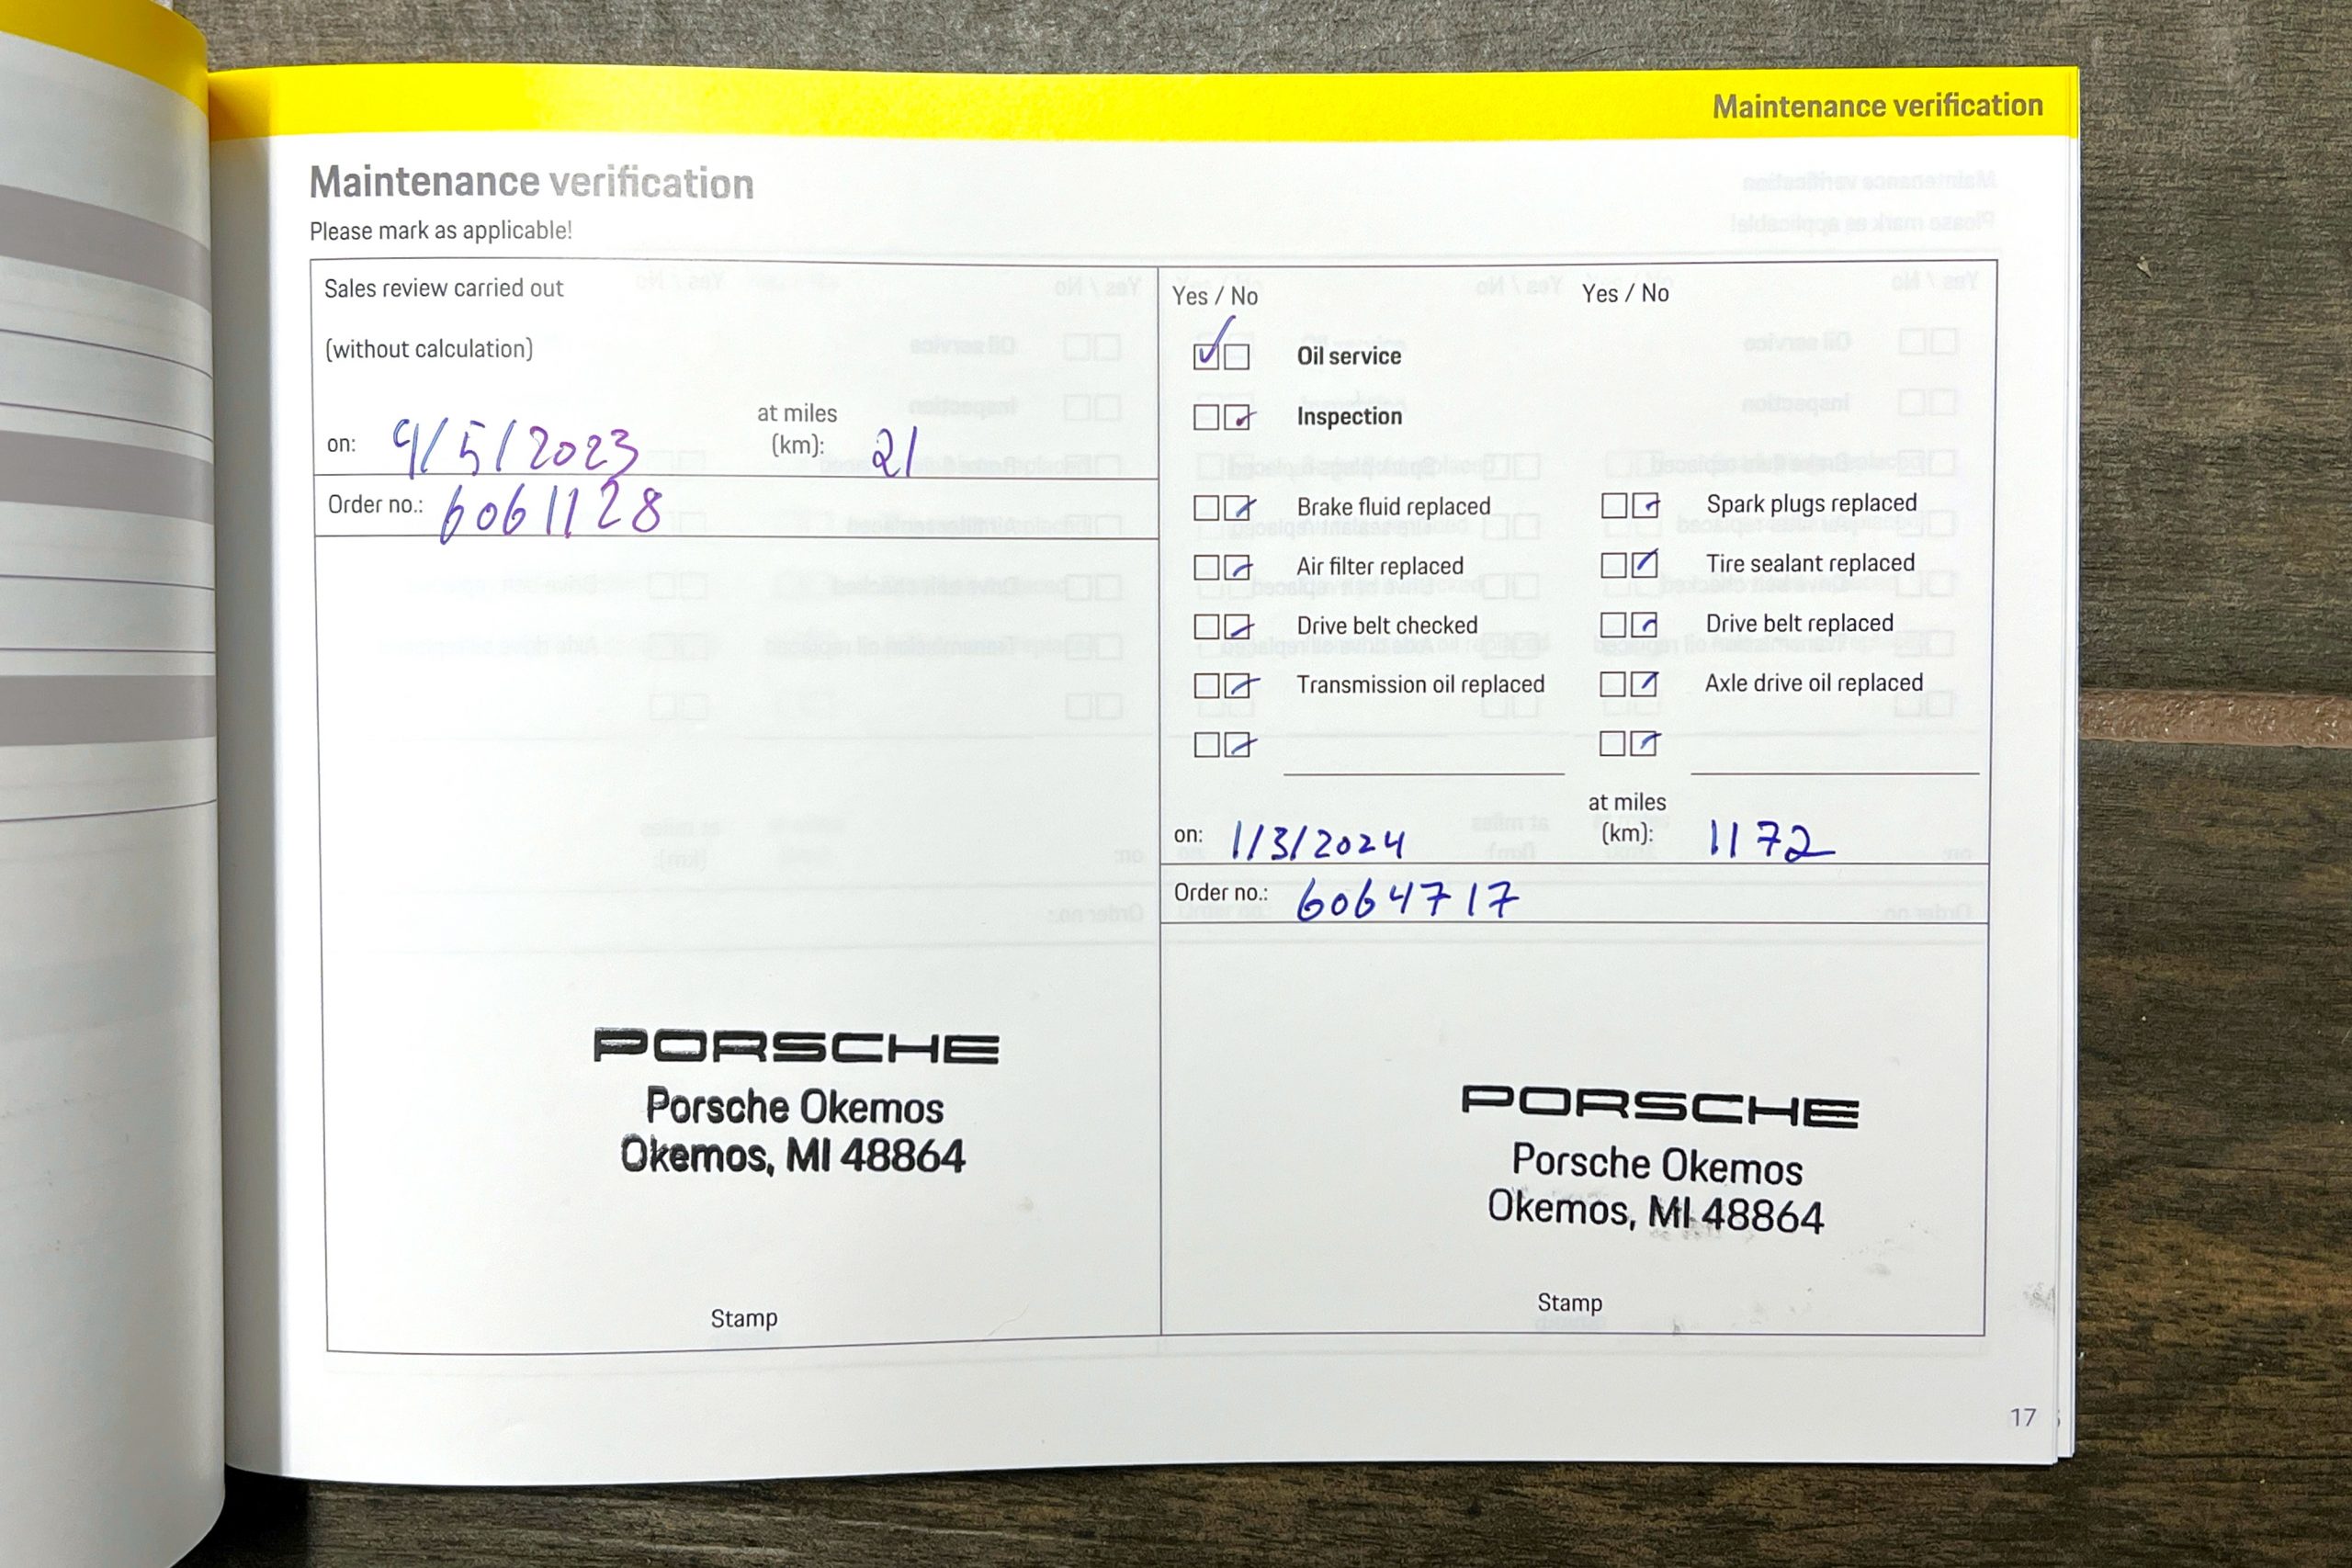 Maintenance verification
Maintenance verification
Please mark as applicable!
Sales review carried out
(without calculation)
on: 9/5/2023 at miles (km): 21
Order no.: 6061128
PORSCHE
Porsche Okemos
Okemos, MI 48864
Stamp
Yes / No Yes / No
Oil service
Inspection
Brake fluid replaced Spark plugs replaced
Air filter replaced Tire sealant replaced
Drive belt checked Drive belt replaced
Transmission oil replaced Axle drive oil replaced
on: 1/3/2024 at miles (km): 1172
Order no.: 6064717
PORSCHE
Porsche Okemos
Okemos, MI 48864
Stamp
17